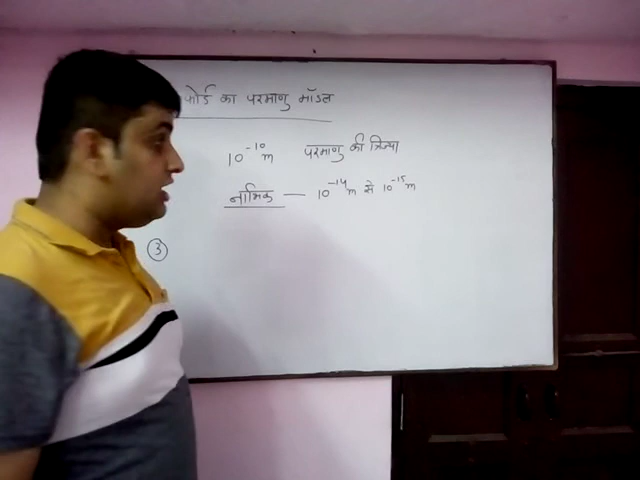 फोर्ड का परमाणु मॉडल
10⁻¹⁰m परमाणु की त्रिज्या
नाभिक — 10⁻¹⁴m से 10⁻¹⁵m
3